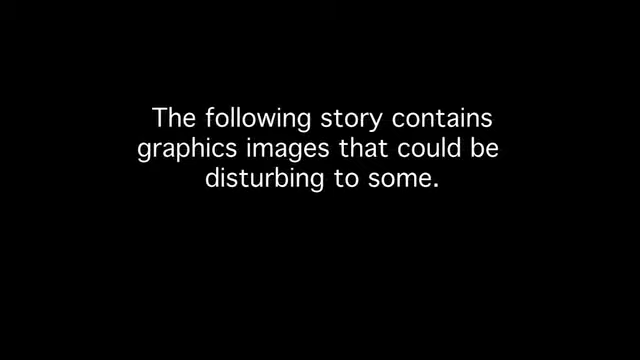 The following story contains
graphics images that could be
disturbing to some.